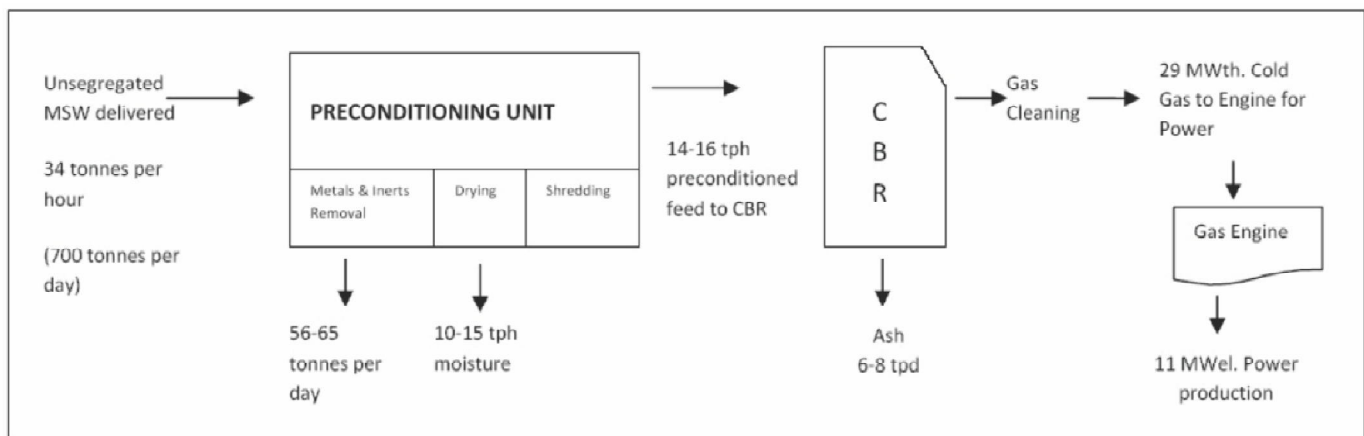 Unsegregated
MSW delivered
34 tonnes per
hour
(700 tonnes per
day)
PRECONDITIONING UNIT
Metals & Inerts
Removal
Drying
Shredding
56-65
tonnes per
day
10-15 tph
moisture
14-16 tph
preconditioned
feed to CBR
C
B
R
Ash
6-8 tpd
Gas
Cleaning
29 MWth. Cold
Gas to Engine for
Power
Gas Engine
11 MWel. Power
production